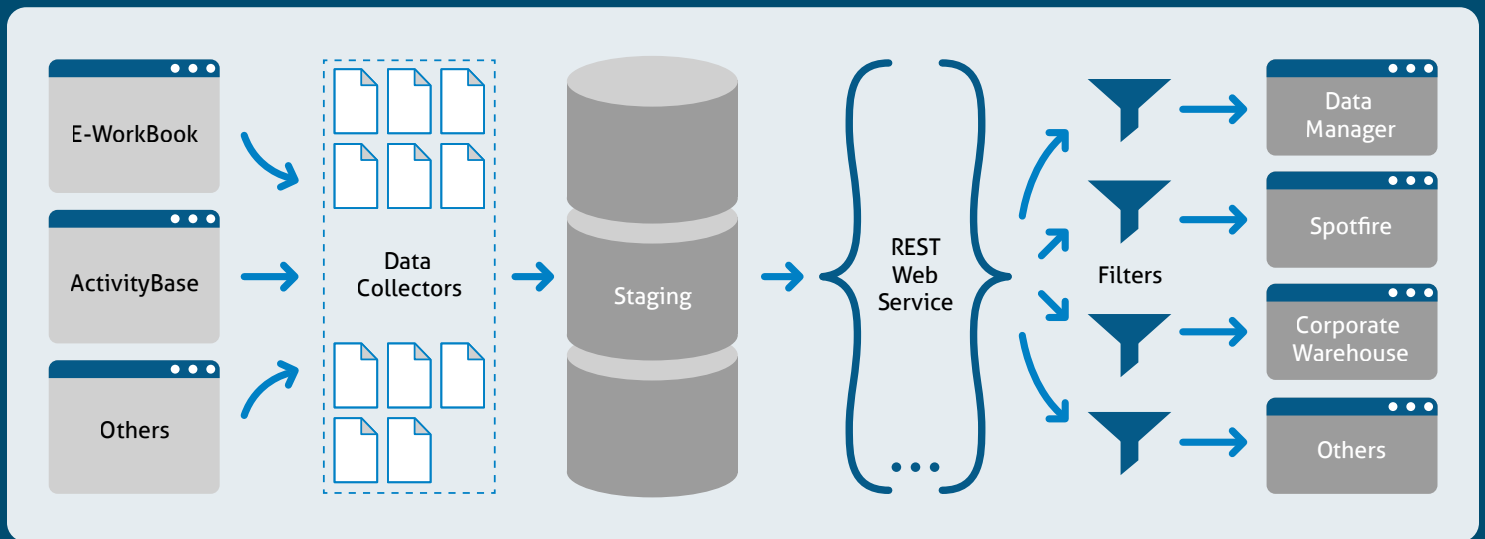 E-WorkBook
ActivityBase
Others
Data
Collectors
Staging
REST
Web
Service
Filters
Data
Manager
Spotfire
Corporate
Warehouse
Others